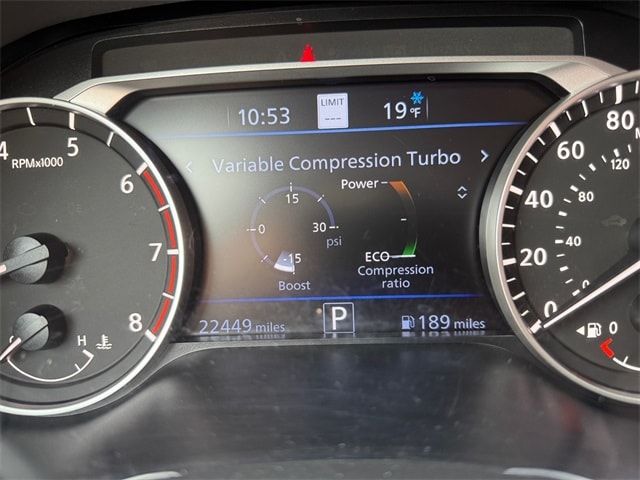 LIMIT
10:53
---
19 °F
4
5
RPMx1000
6
7
8
H
Variable Compression Turbo
Power
15
0
30
psi
-15
ECO
Boost
Compression
ratio
22449 miles
P
189 miles
80
60
40
20
0
120
80
40
0
0